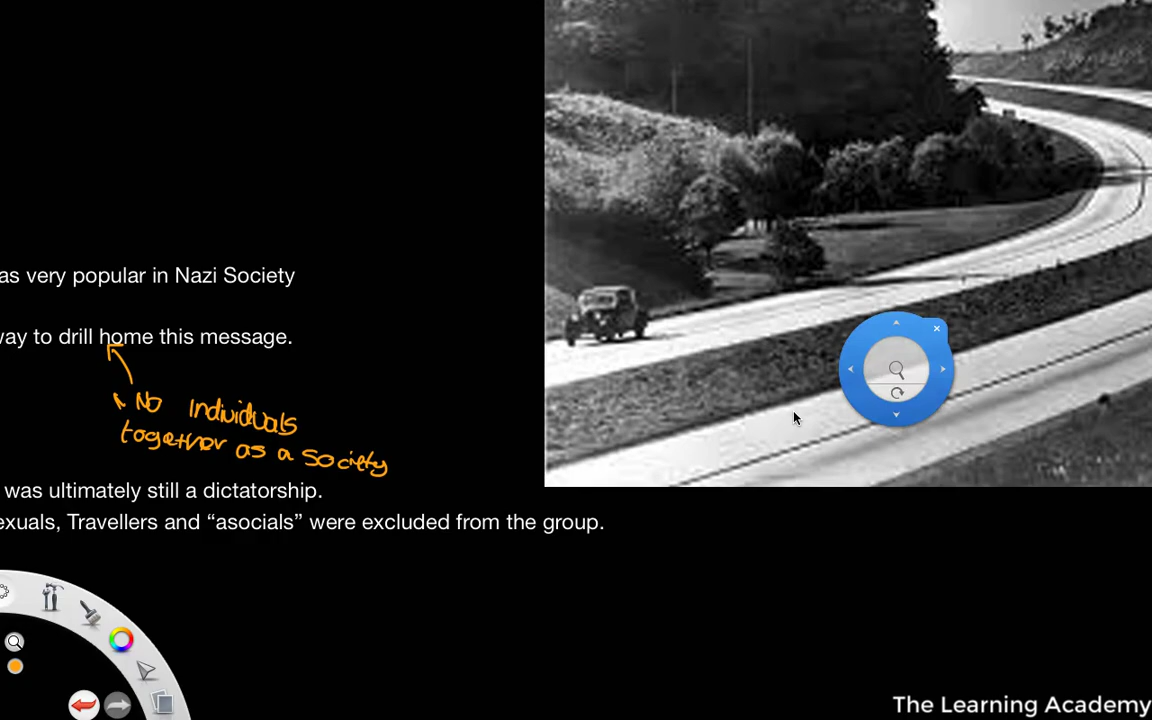 as very popular in Nazi Society
way to drill home this message.
No Individuals
together as a society
was ultimately still a dictatorship.
exuals, Travellers and “asocials” were excluded from the group.
The Learning Academy